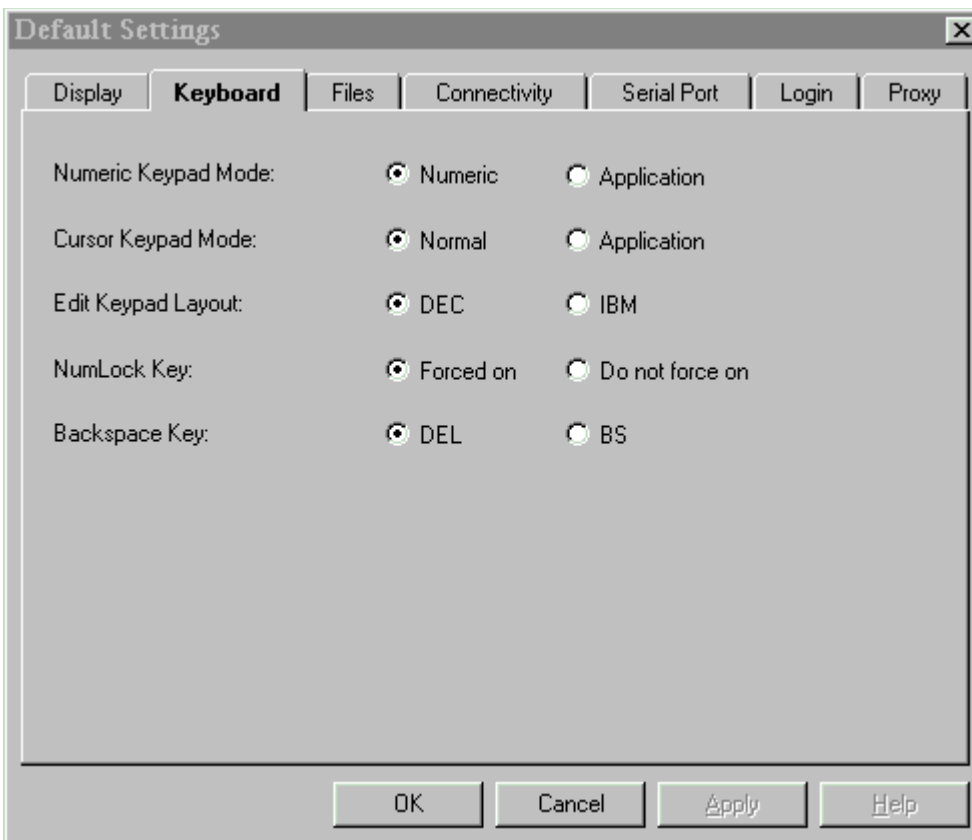 Default Settings
Display Keyboard Files Connectivity Serial Port Login Proxy
Numeric Keypad Mode: Numeric Application
Cursor Keypad Mode: Normal Application
Edit Keypad Layout: DEC IBM
NumLock Key: Forced on Do not force on
Backspace Key: DEL BS
OK Cancel Apply Help